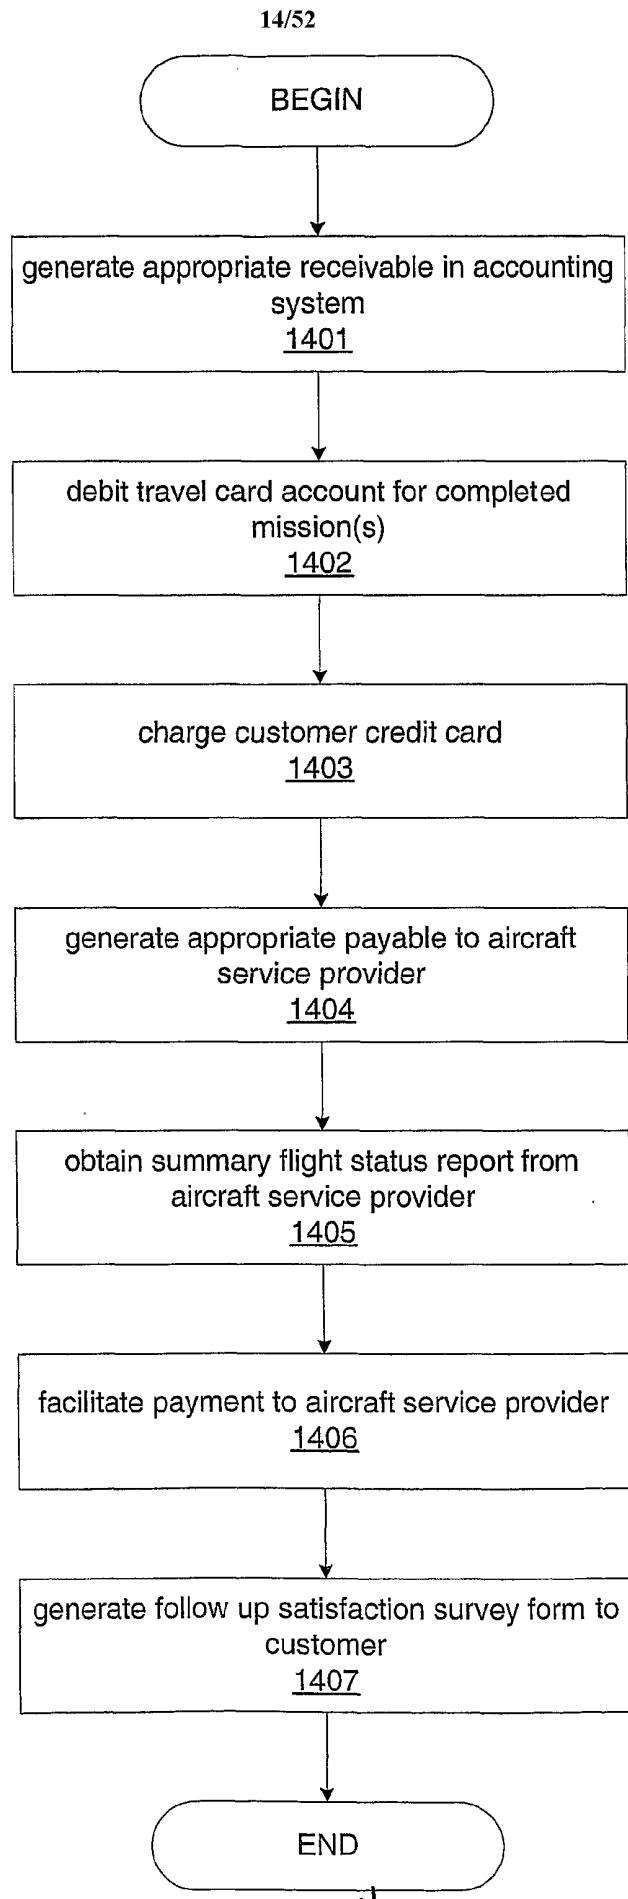 14/52
BEGIN
generate appropriate receivable in accounting
system
1401
debit travel card account for completed
mission(s)
1402
charge customer credit card
1403
generate appropriate payable to aircraft
service provider
1404
obtain summary flight status report from
aircraft service provider
1405
facilitate payment to aircraft service provider
1406
generate follow up satisfaction survey form to
customer
1407
END